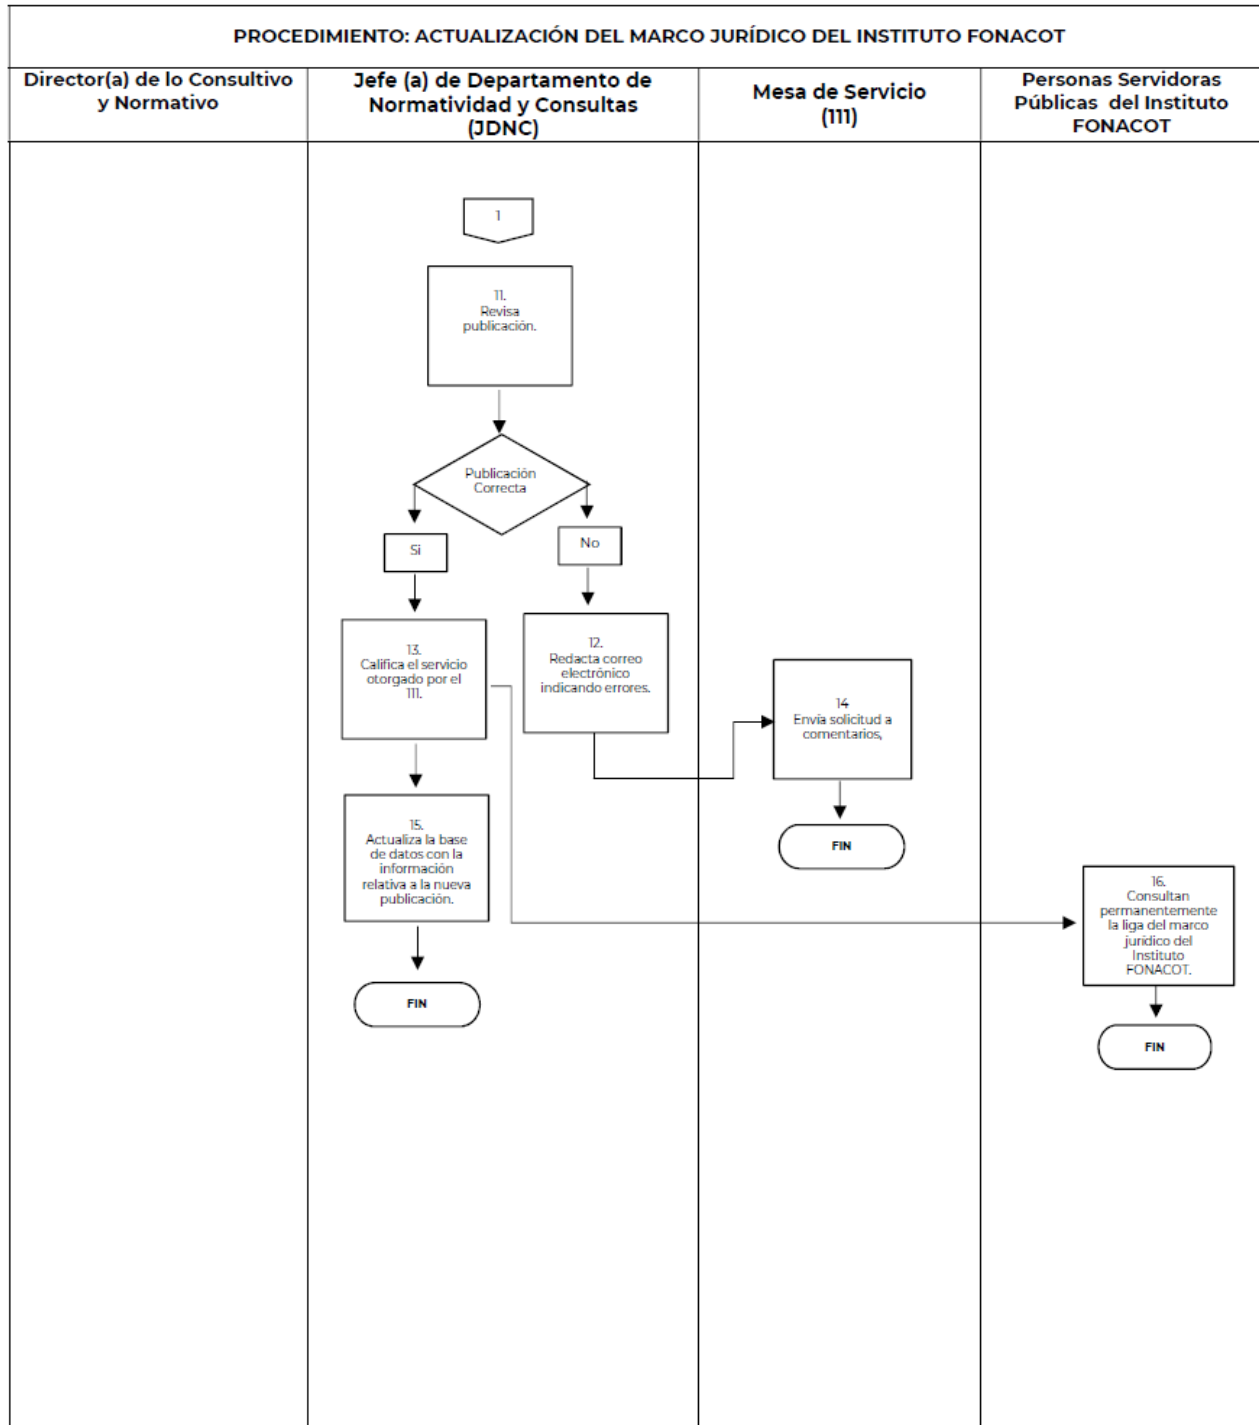 PROCEDIMIENTO: ACTUALIZACIÓN DEL MARCO JURÍDICO DEL INSTITUTO FONACOT
Director(a) de lo Consultivo
y Normativo
Jefe (a) de Departamento de
Normatividad y Consultas
(JDNC)
Mesa de Servicio
(111)
Personas Servidoras
Públicas del Instituto
FONACOT
1
11.
Revisa
publicación.
Publicación
Correcta
Si
No
13.
Califica el servicio
otorgado por el
111.
12.
Redacta correo
electrónico
indicando errores.
14
Envía solicitud a
comentarios,
15.
Actualiza la base
de datos con la
información
relativa a la nueva
publicación.
FIN
16.
Consultan
permanentemente
la liga del marco
jurídico del
Instituto
FONACOT.
FIN
FIN